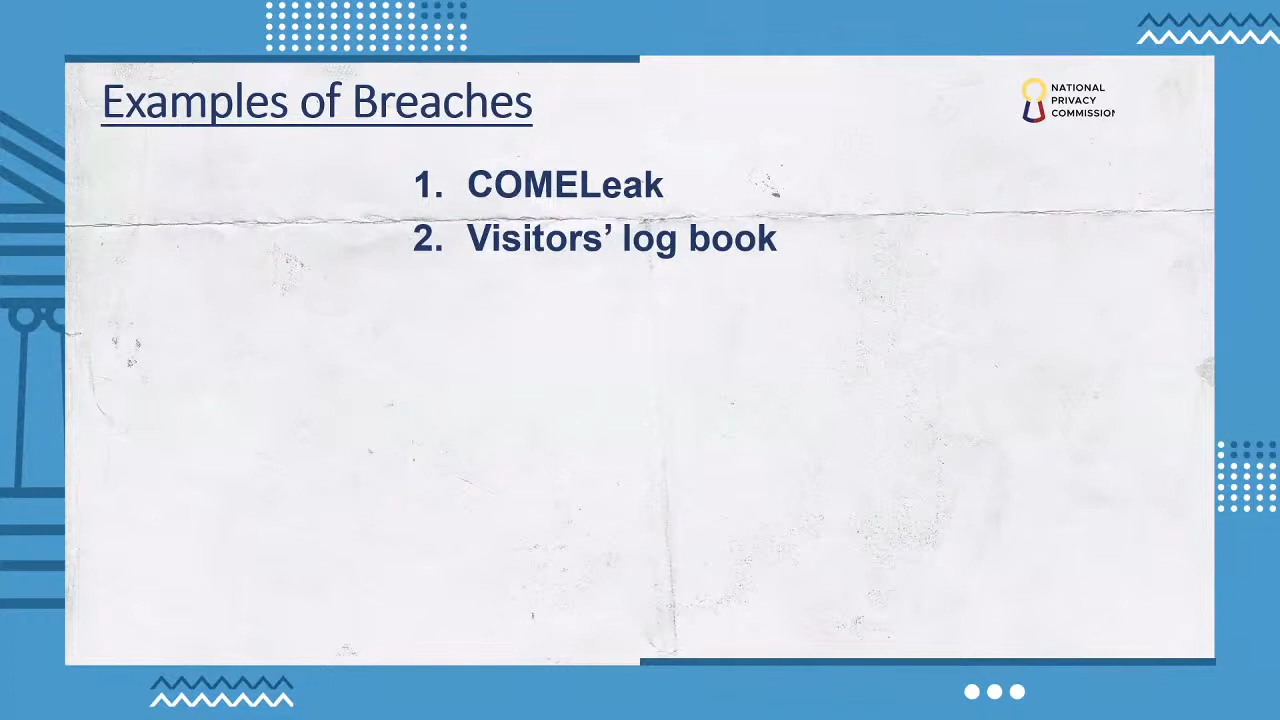 Examples of Breaches
NATIONAL
PRIVACY
COMMISSION
1. COMELeak
2. Visitors’ log book